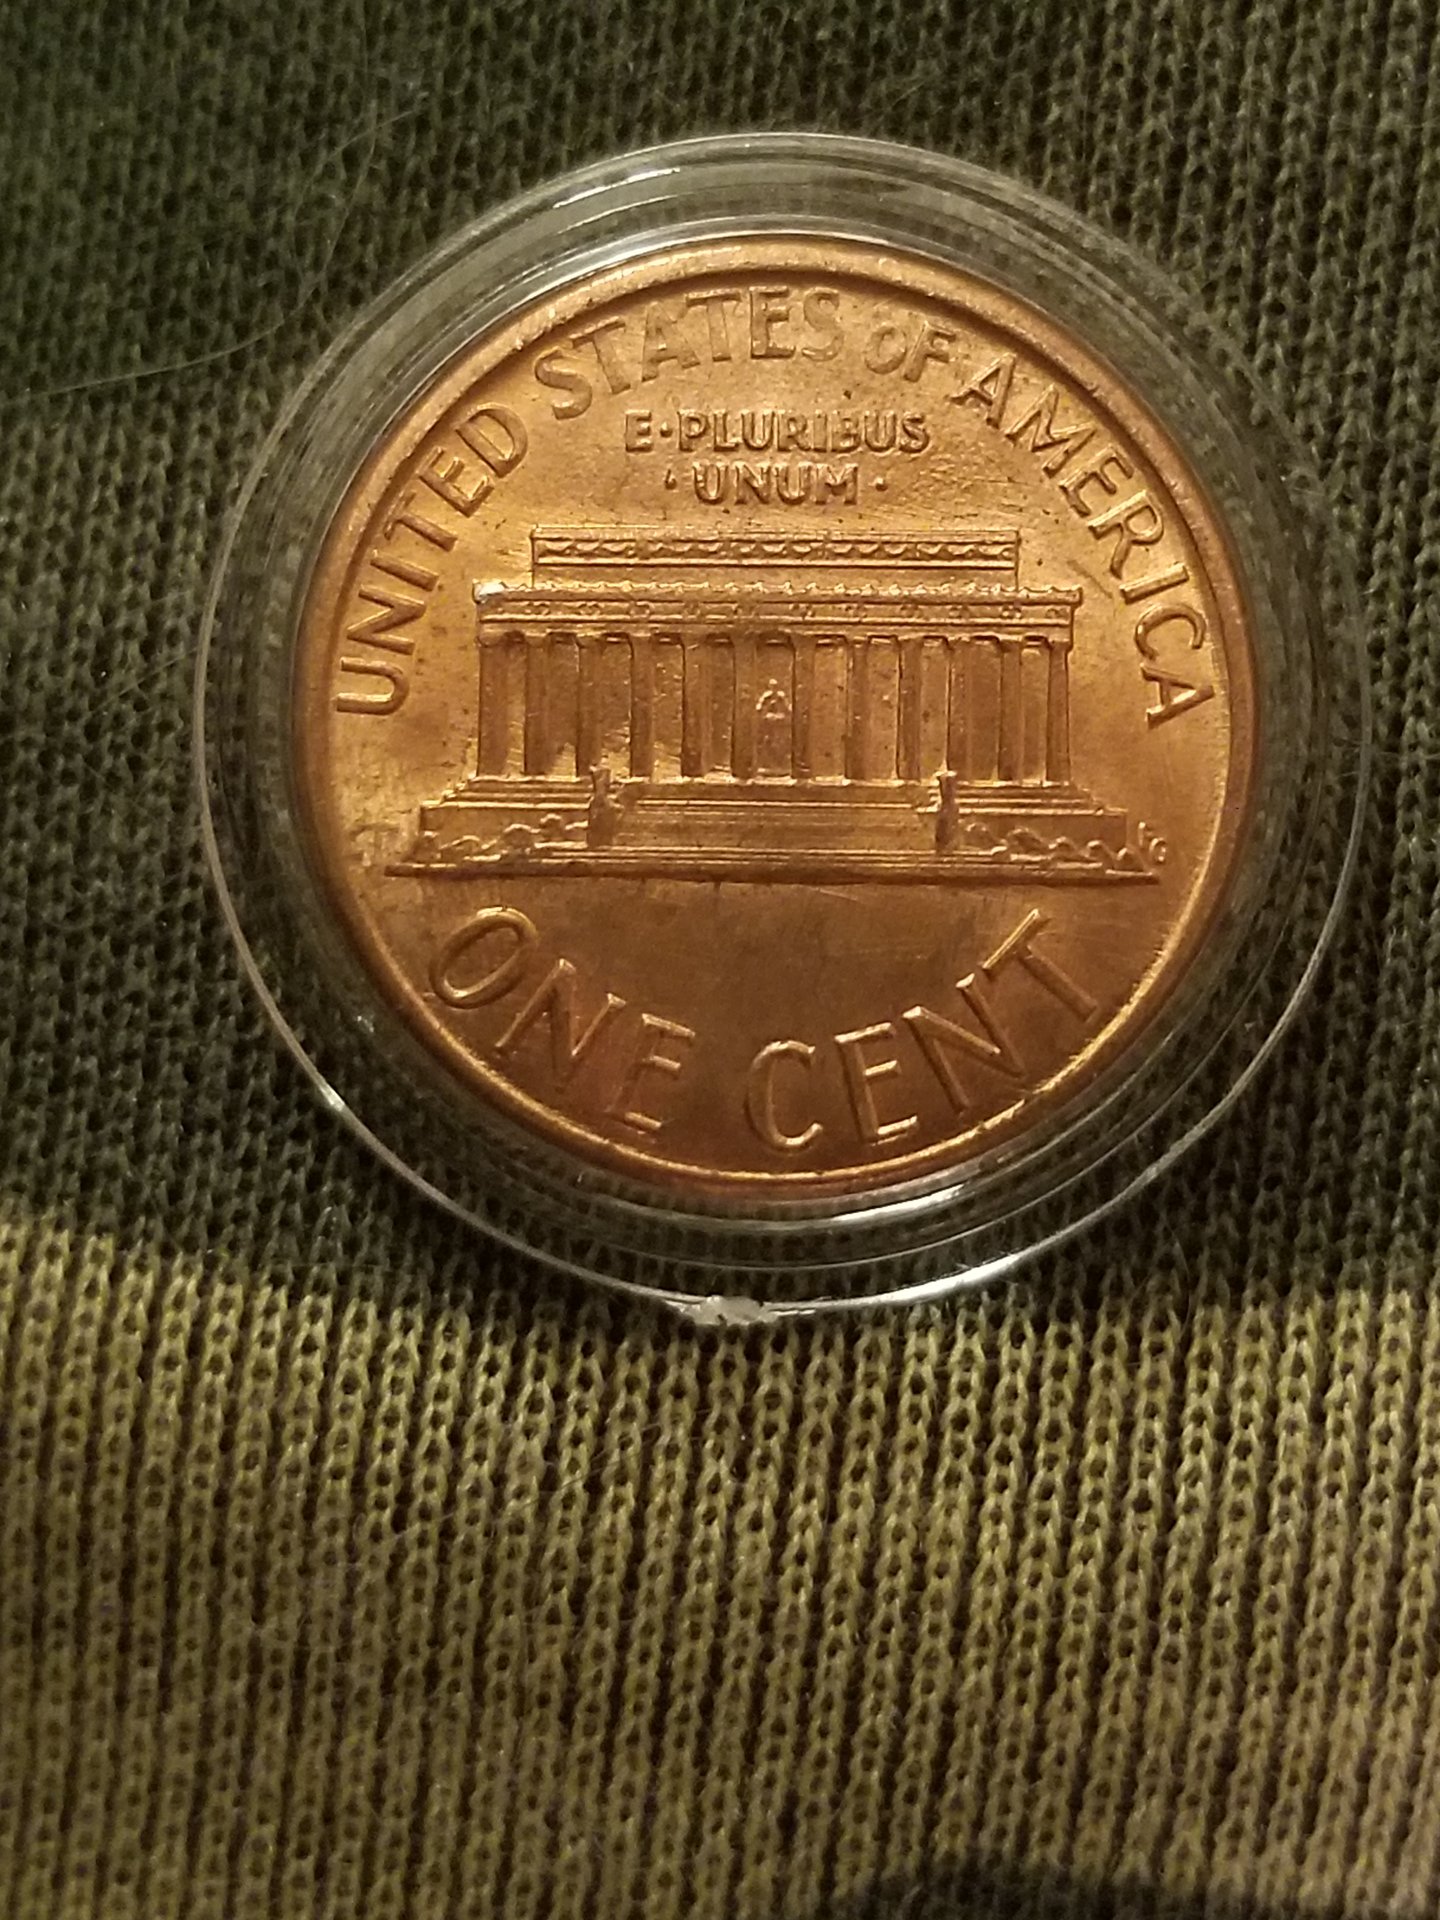 UNITED STATES OF AMERICA
E·PLURIBUS
·UNUM·
ONE CENT